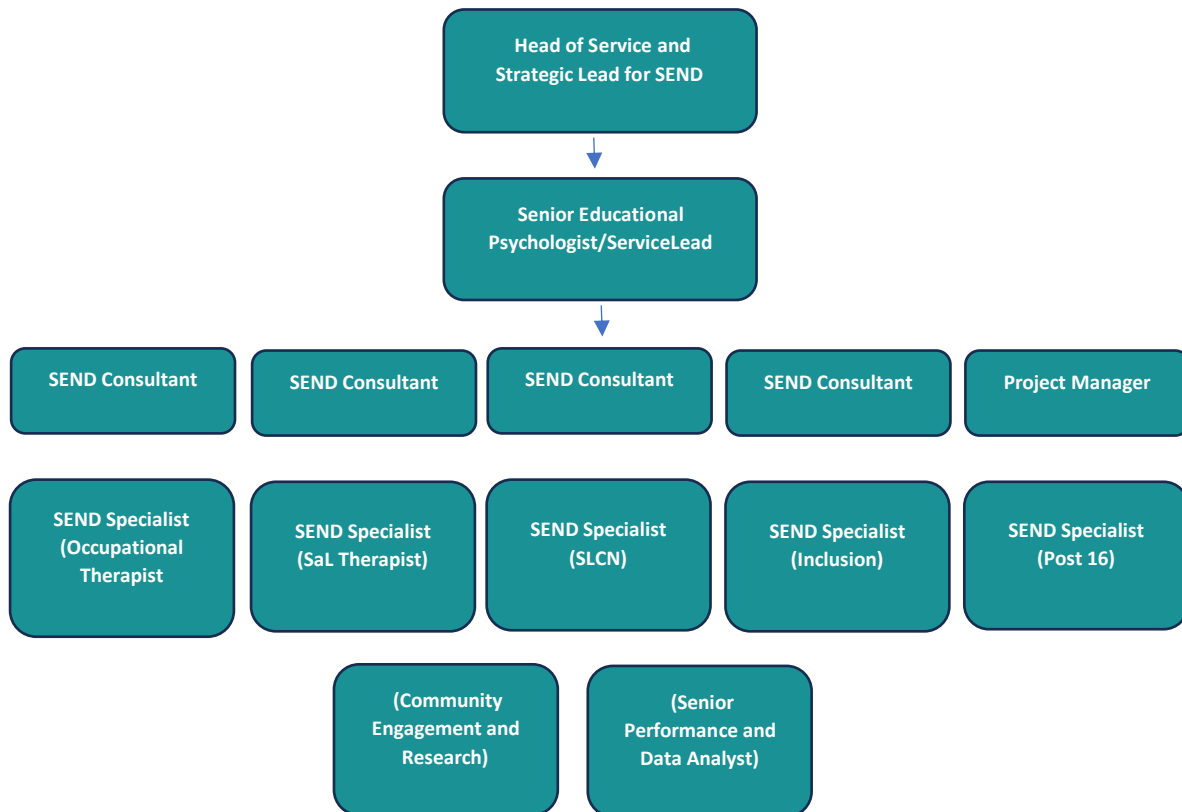 Head of Service and
Strategic Lead for SEND
Senior Educational
Psychologist/ServiceLead
SEND Consultant
SEND Consultant
SEND Consultant
SEND Consultant
Project Manager
SEND Specialist
(Occupational
Therapist
SEND Specialist
(SaL Therapist)
SEND Specialist
(SLCN)
SEND Specialist
(Inclusion)
SEND Specialist
(Post 16)
(Community
Engagement and
Research)
(Senior
Performance and
Data Analyst)